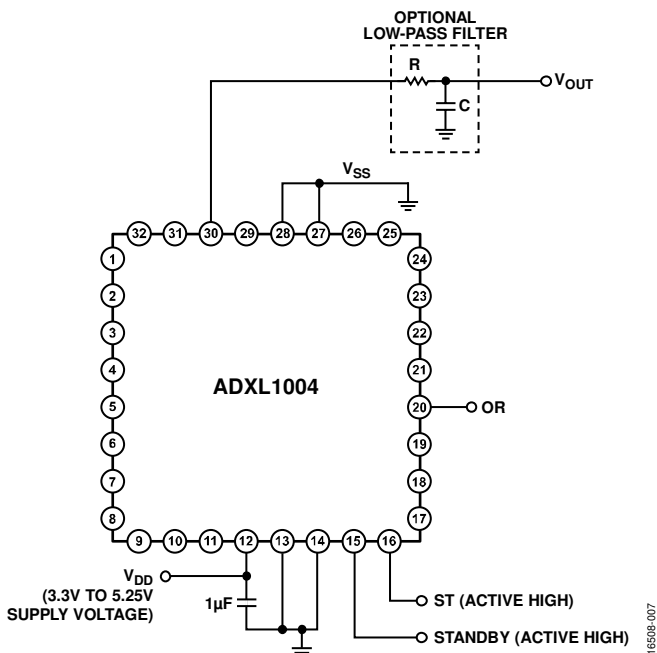 OPTIONAL
LOW-PASS FILTER
R
C
VOUT
VSS
32 31 30 29 28 27 26 25
1
2
3
4
5
6
7
8
24
23
22
21
20
19
18
17
ADXL1004
OR
9 10 11 12 13 14 15 16
VDD
(3.3V TO 5.25V
SUPPLY VOLTAGE)
1µF
ST (ACTIVE HIGH)
STANDBY (ACTIVE HIGH)
16508-007